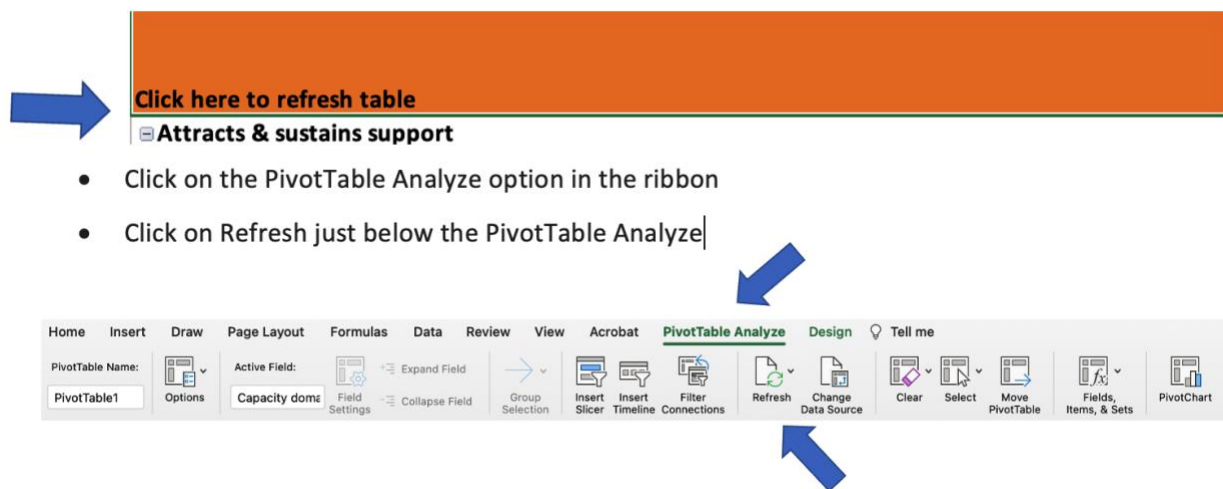 Click here to refresh table
Attracts & sustains support
• Click on the PivotTable Analyze option in the ribbon
• Click on Refresh just below the PivotTable Analyze
Home Insert Draw Page Layout Formulas Data Review View Acrobat PivotTable Analyze Design Tell me
PivotTable Name: Active Field: Expand Field
PivotTable1 Options Capacity doma Field Settings Collapse Field Group Selection Insert Slicer Insert Timeline Filter Connections Refresh Change Data Source Clear Select Move PivotTable Fields, Items, & Sets PivotChart